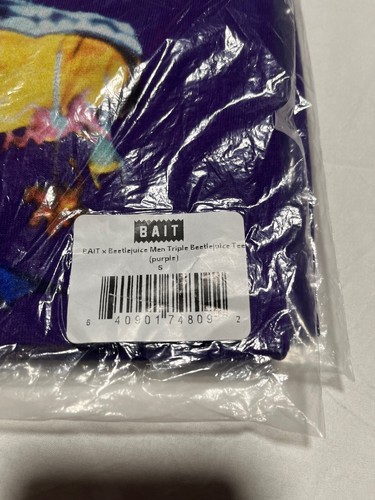 BAIT
BAIT x Beetlejuice Men Triple Beetlejuice Tee
(purple)
S
6 40901 74809 2